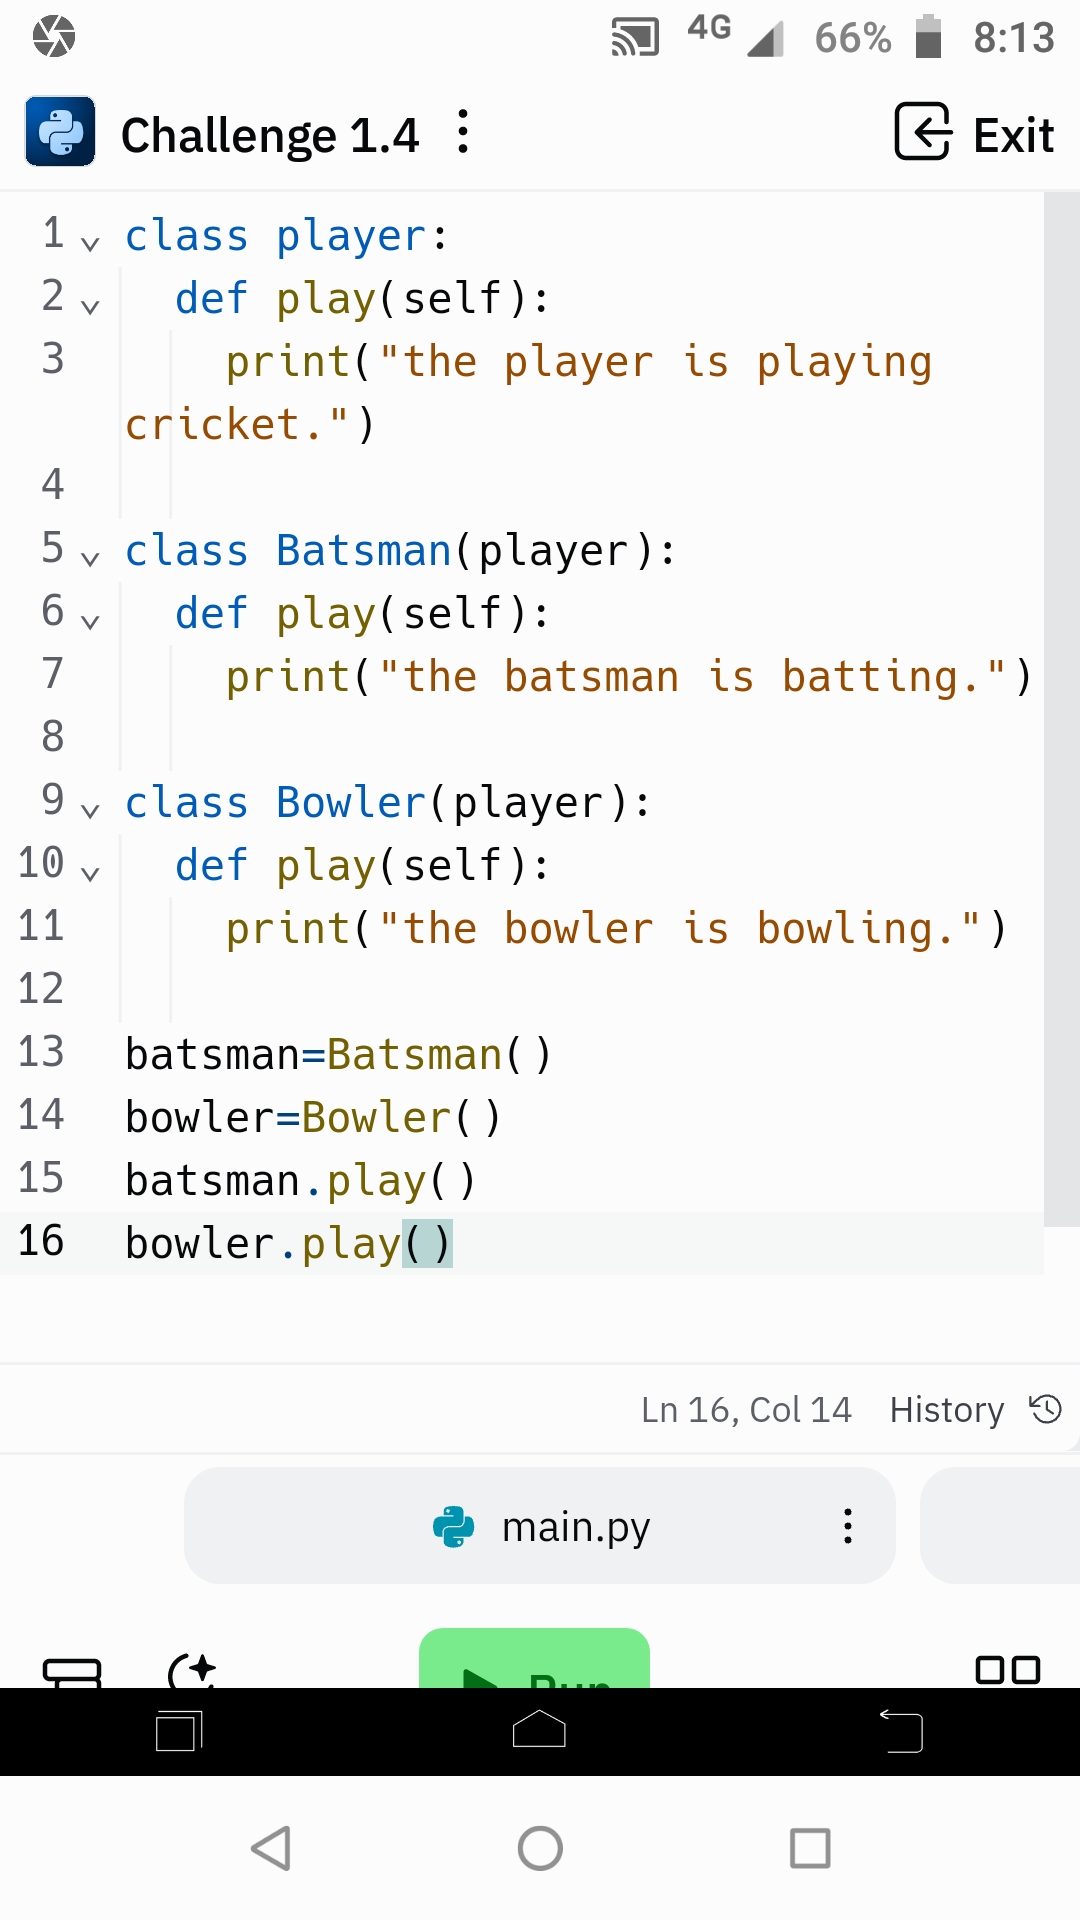 4G 66% 8:13
Challenge 1.4 Exit
1 class player:
2   def play(self):
3     print("the player is playing
cricket.")
4
5 class Batsman(player):
6   def play(self):
7     print("the batsman is batting.")
8
9 class Bowler(player):
10   def play(self):
11     print("the bowler is bowling.")
12
13 batsman=Batsman()
14 bowler=Bowler()
15 batsman.play()
16 bowler.play()
Ln 16, Col 14 History
main.py
Run